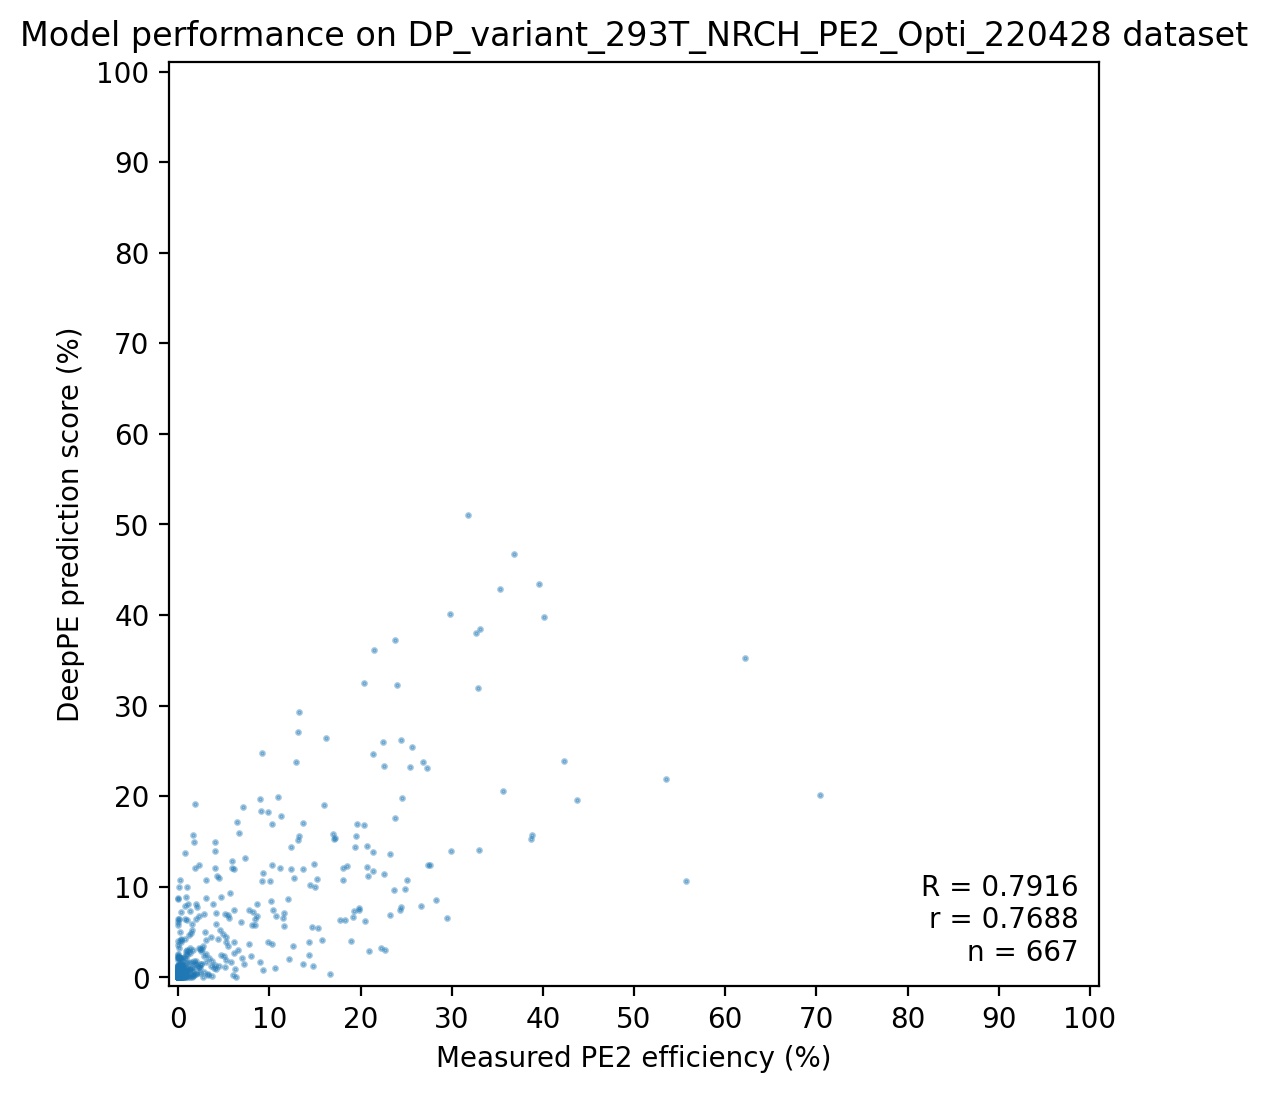 Model performance on DP_variant_293T_NRCH_PE2_Opti_220428 dataset
DeepPE prediction score (%)
100
90
80
70
60
50
40
30
20
10
0
R = 0.7916
r = 0.7688
n = 667
0 10 20 30 40 50 60 70 80 90 100
Measured PE2 efficiency (%)